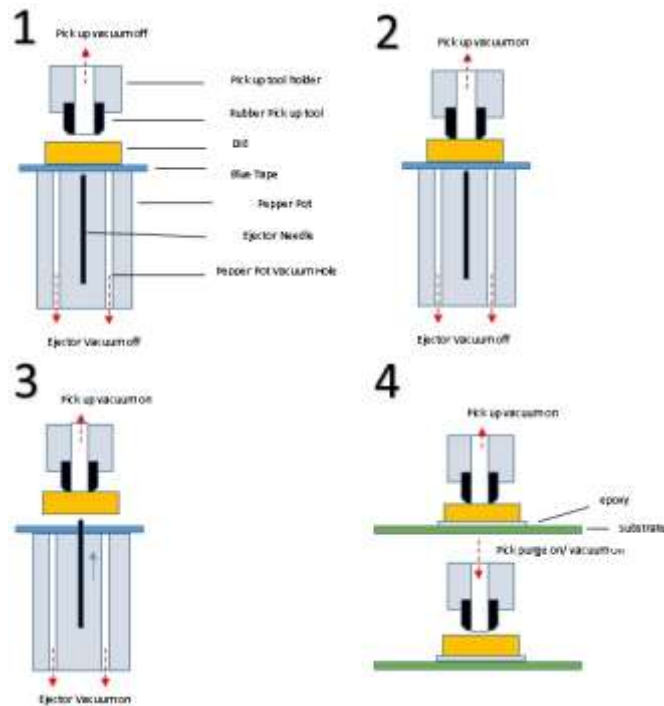 1
Pick up vacuum off
Pick up tool holder
Rubber Pick up tool
Blue Tape
Pepper Pot
Ejector Needle
Pepper Pot Vacuum Hole
Ejector Vacuum off
2
Pick up vacuum on
Ejector Vacuum off
3
Pick up vacuum on
Ejector Vacuum on
4
Pick up vacuum on
epoxy
substrate
Pick purge on/ vacuum